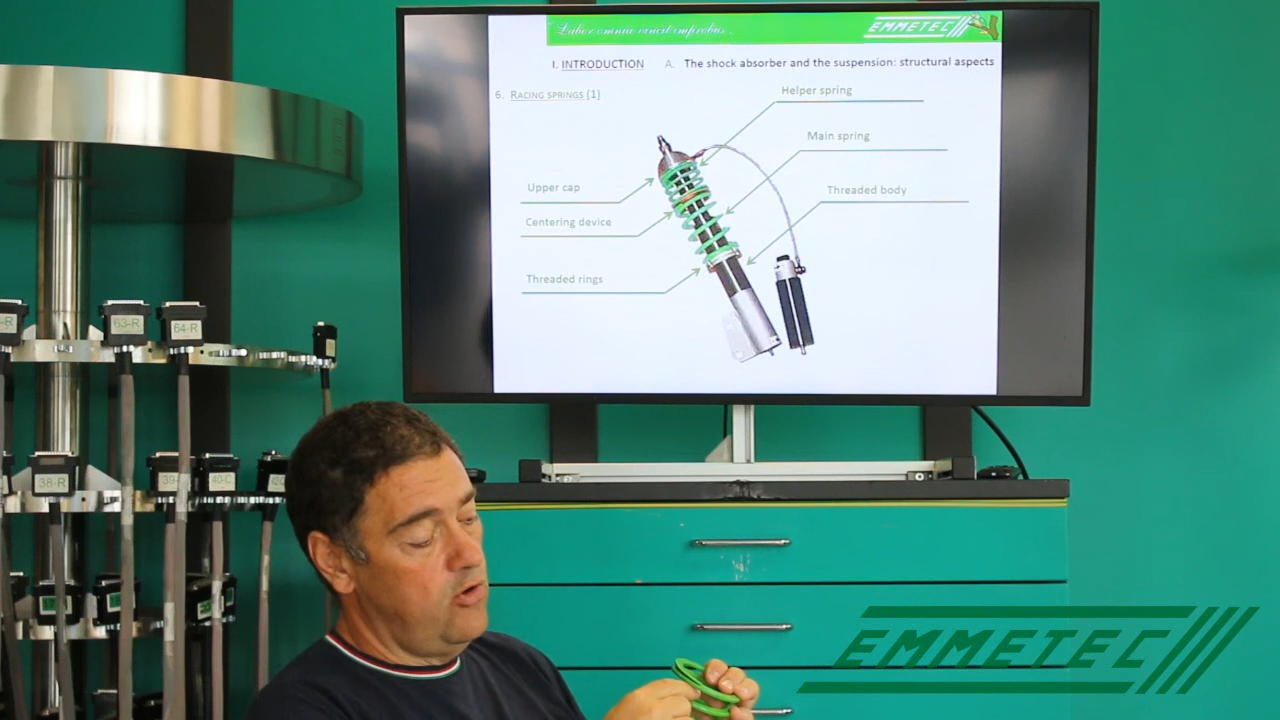 Labor omnia vincit improbus.
EMMETEC
I. INTRODUCTION A. The shock absorber and the suspension: structural aspects
6. RACING SPRINGS (1)
Helper spring
Main spring
Upper cap
Threaded body
Centering device
Threaded rings
63-R
64-R
38-R
40-C
EMMETEC